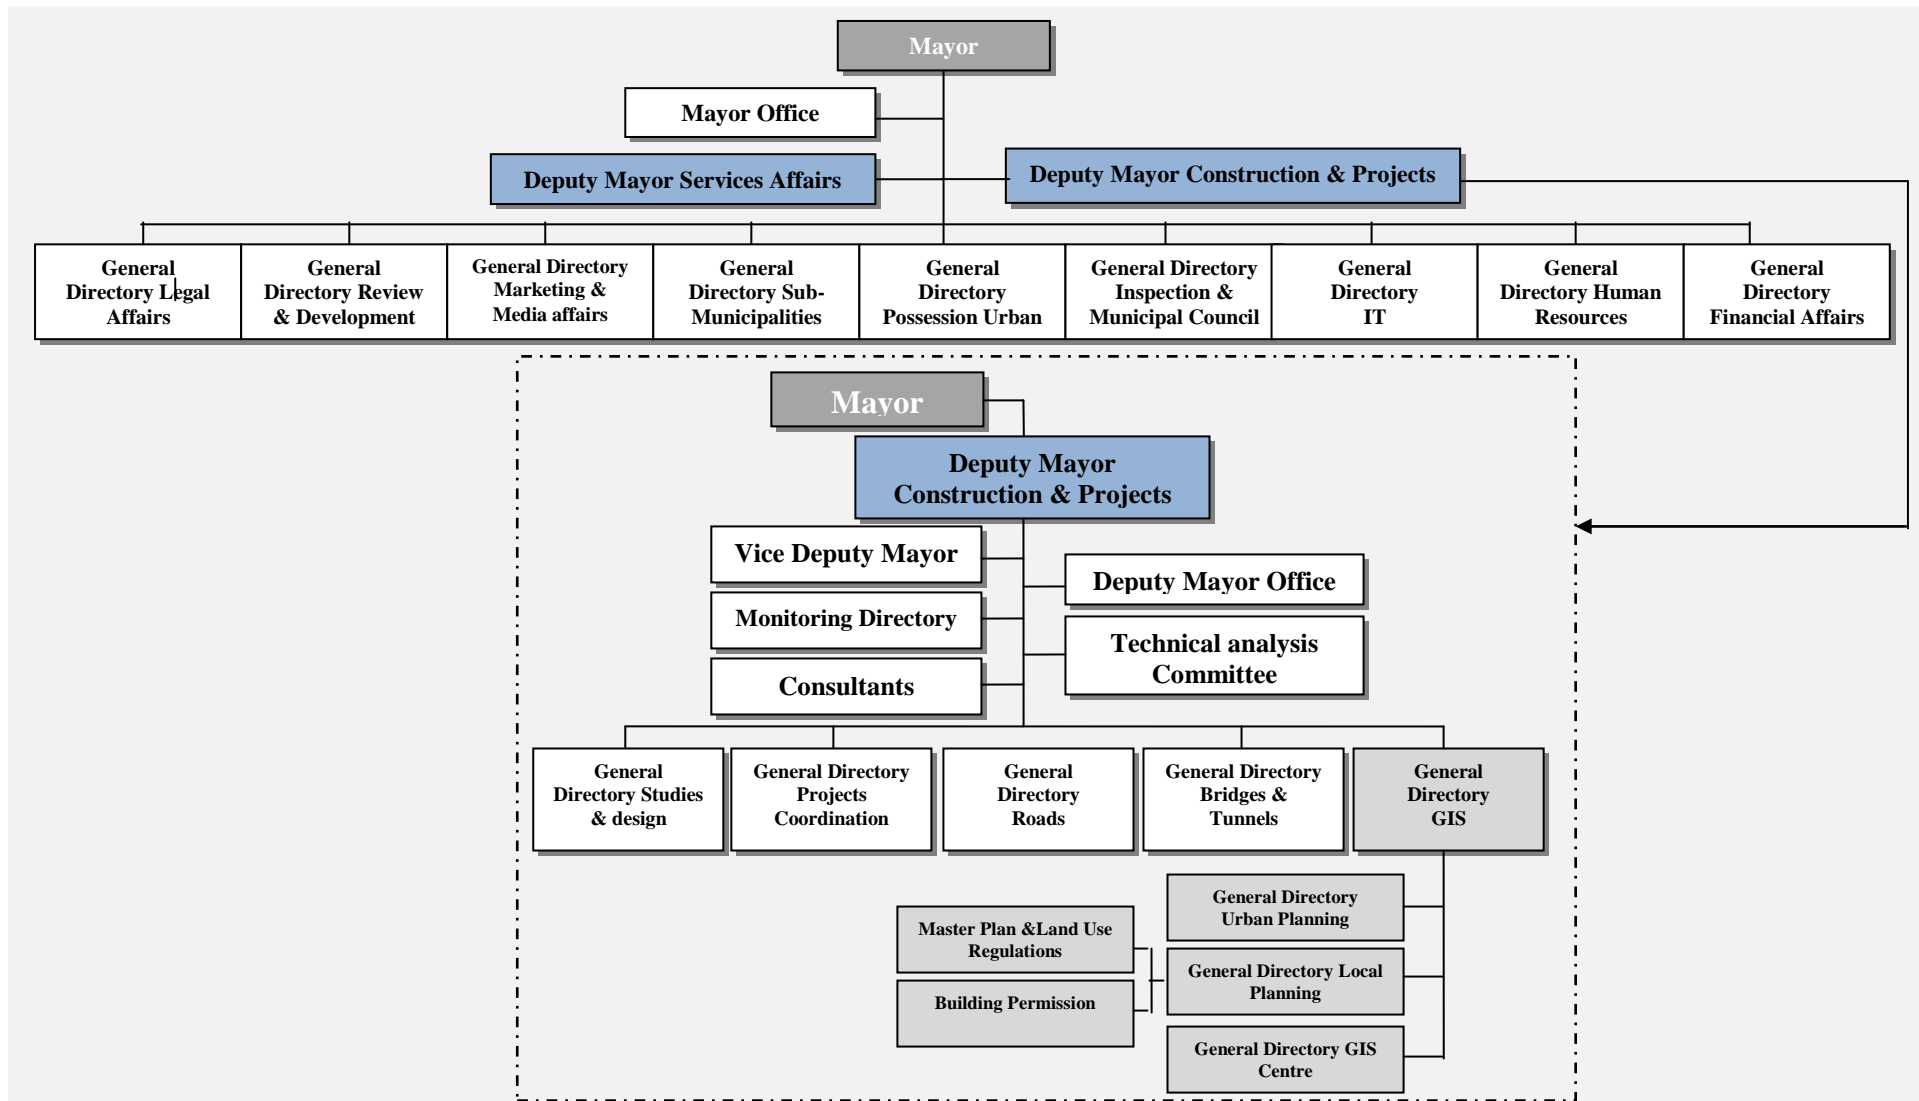 Mayor
Mayor Office
Deputy Mayor Services Affairs
Deputy Mayor Construction & Projects
General
Directory Legal
Affairs
General
Directory Review
& Development
General Directory
Marketing &
Media affairs
General
Directory Sub-
Municipalities
General
Directory
Possession Urban
General Directory
Inspection &
Municipal Council
General
Directory
IT
General
Directory Human
Resources
General
Directory
Financial Affairs
Mayor
Deputy Mayor
Construction & Projects
Vice Deputy Mayor
Deputy Mayor Office
Monitoring Directory
Technical analysis
Committee
Consultants
General
Directory Studies
& design
General Directory
Projects
Coordination
General
Directory
Roads
General Directory
Bridges &
Tunnels
General
Directory
GIS
General Directory
Urban Planning
Master Plan &Land Use
Regulations
General Directory Local
Planning
Building Permission
General Directory GIS
Centre